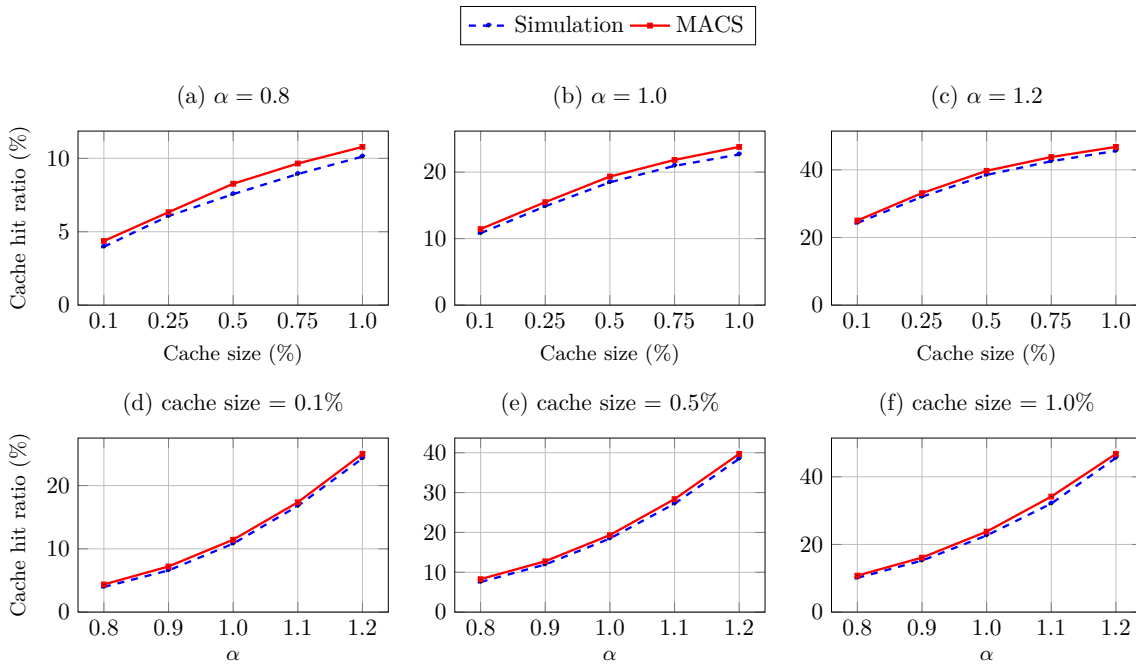 Simulation MACS
(a) α = 0.8
(b) α = 1.0
(c) α = 1.2
Cache hit ratio (%)
10
5
0
0.1 0.25 0.5 0.75 1.0
Cache size (%)
20
10
0
0.1 0.25 0.5 0.75 1.0
Cache size (%)
40
20
0
0.1 0.25 0.5 0.75 1.0
Cache size (%)
(d) cache size = 0.1%
(e) cache size = 0.5%
(f) cache size = 1.0%
Cache hit ratio (%)
20
10
0
0.8 0.9 1.0 1.1 1.2
α
40
30
20
10
0
0.8 0.9 1.0 1.1 1.2
α
40
20
0
0.8 0.9 1.0 1.1 1.2
α